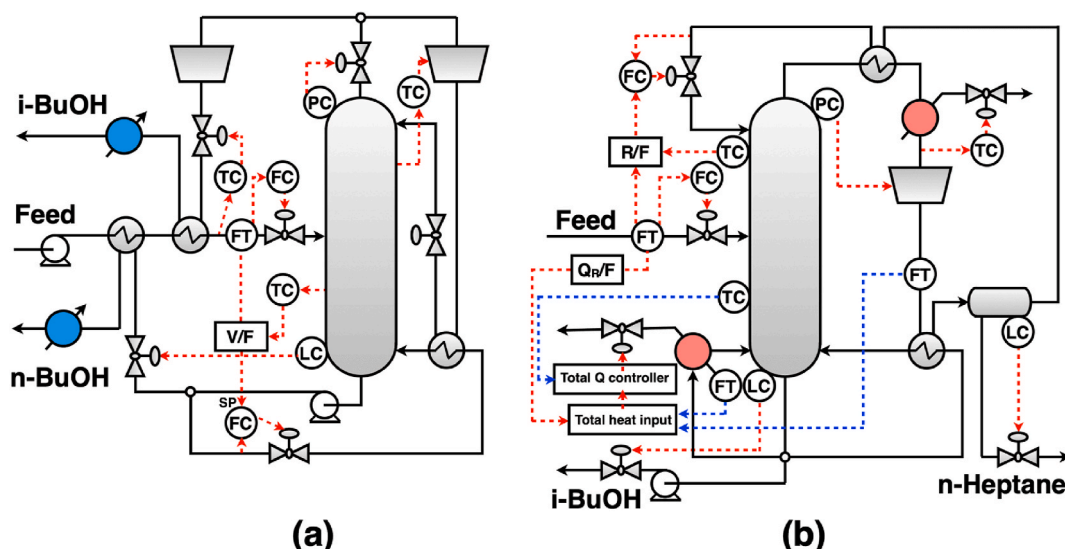 PC
TC
i-BuOH
TC
FC
Feed
FT
TC
V/F
LC
n-BuOH
SP
FC
(a)
FC
PC
R/F
TC
TC
FC
Feed
FT
QR/F
FT
TC
LC
Total Q controller
FT
LC
Total heat input
i-BuOH
n-Heptane
(b)